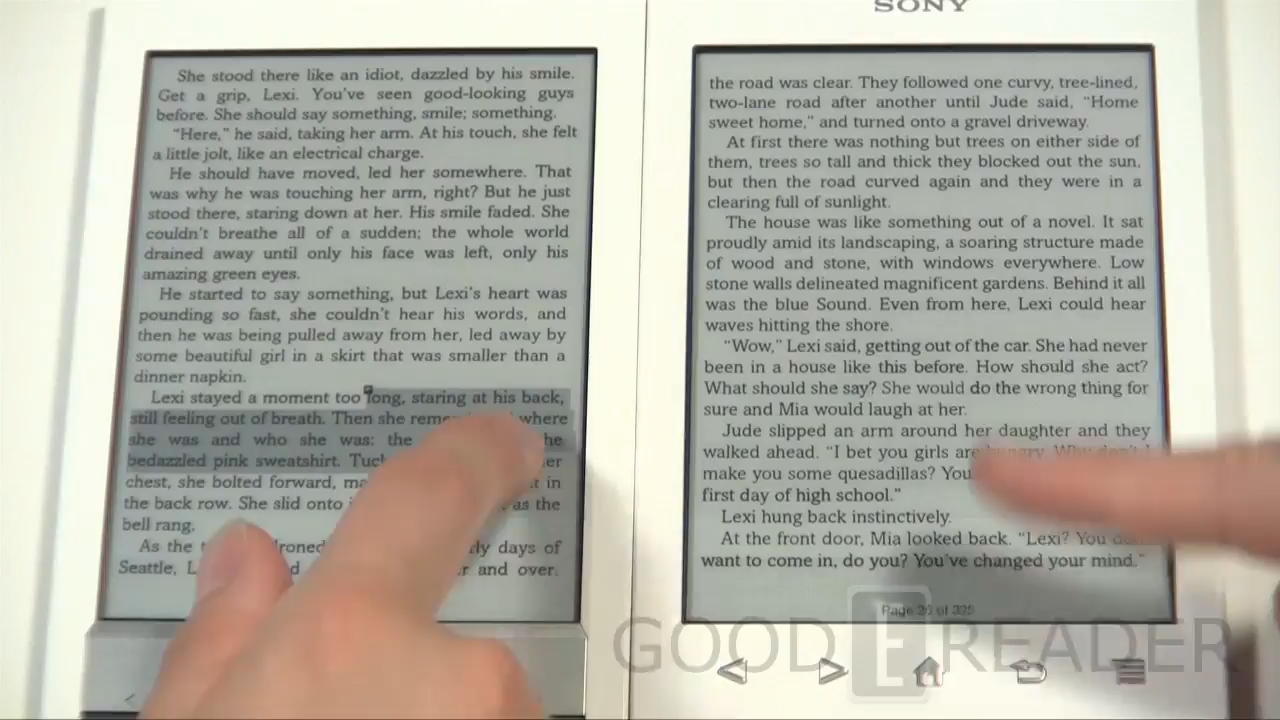 She stood there like an idiot, dazzled by his smile.
Get a grip, Lexi. You've seen good-looking guys
before. She should say something, smile; something.
"Here," he said, taking her arm. At his touch, she felt
a little jolt, like an electrical charge.
He should have moved, led her somewhere. That
was why he was touching her arm, right? But he just
stood there, staring down at her. His smile faded. She
couldn't breathe all of a sudden; the whole world
drained away until only his face was left, only his
amazing green eyes.
He started to say something, but Lexi's heart was
pounding so fast, she couldn't hear his words, and
then he was being pulled away from her, led away by
some beautiful girl in a skirt that was smaller than a
dinner napkin.
Lexi stayed a moment too long, staring at his back,
still feeling out of breath. Then she where
she was and who she was: the he
bedazzled pink sweatshirt.
chest, she bolted forward, in
the back row. She slid onto as the
bell rang.
As the days of
Seattle, and over.
SONY
the road was clear. They followed one curvy, tree-lined,
two-lane road after another until Jude said, "Home
sweet home," and turned onto a gravel driveway.
At first there was nothing but trees on either side of
them, trees so tall and thick they blocked out the sun,
but then the road curved again and they were in a
clearing full of sunlight.
The house was like something out of a novel. It sat
proudly amid its landscaping, a soaring structure made
of wood and stone, with windows everywhere. Low
stone walls delineated magnificent gardens. Behind it all
was the blue Sound. Even from here, Lexi could hear
waves hitting the shore.
"Wow," Lexi said, getting out of the car. She had never
been in a house like this before. How should she act?
What should she say? She would do the wrong thing for
sure and Mia would laugh at her.
Jude slipped an arm around her daughter and they
walked ahead. "I bet you girls are hungry. Why don't I
make you some quesadillas? You
first day of high school."
Lexi hung back instinctively.
At the front door, Mia looked back. "Lexi? You don't
want to come in, do you? You've changed your mind."
Page of 325
GOOD E READER